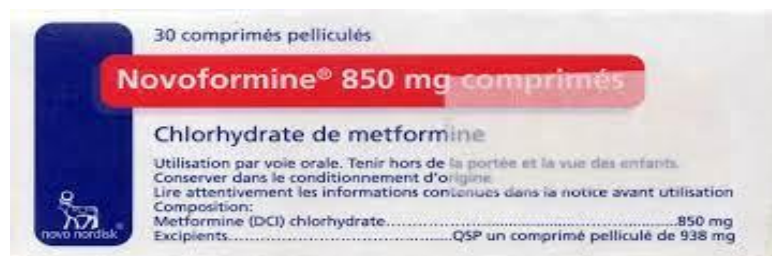 30 comprimés pelliculés
Novoformine® 850 mg comprimés
Chlorhydrate de metformine
Utilisation par voie orale. Tenir hors de la portée et la vue des enfants.
Conserver dans le conditionnement d'origine
Lire attentivement les informations contenues dans la notice avant utilisation
Composition:
Metformine (DCI) chlorhydrate..........................................................850 mg
Excipients.............................................QSP un comprimé pelliculé de 938 mg
novo nordisk®